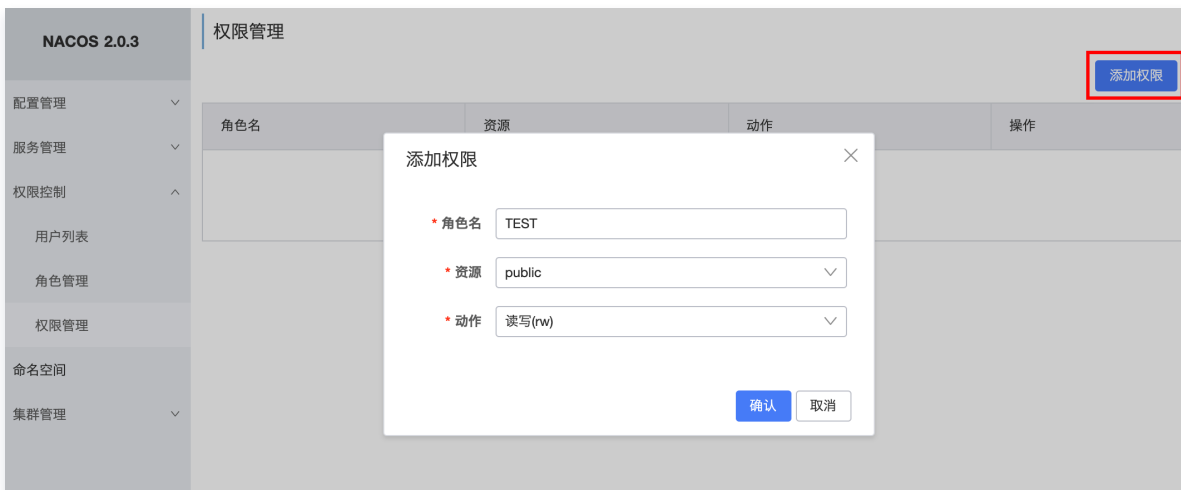 NACOS 2.0.3
配置管理
服务管理
权限控制
用户列表
角色管理
权限管理
命名空间
集群管理
权限管理
添加权限
角色名 资源 动作 操作
添加权限
* 角色名 TEST
* 资源 public
* 动作 读写(rw)
确认 取消